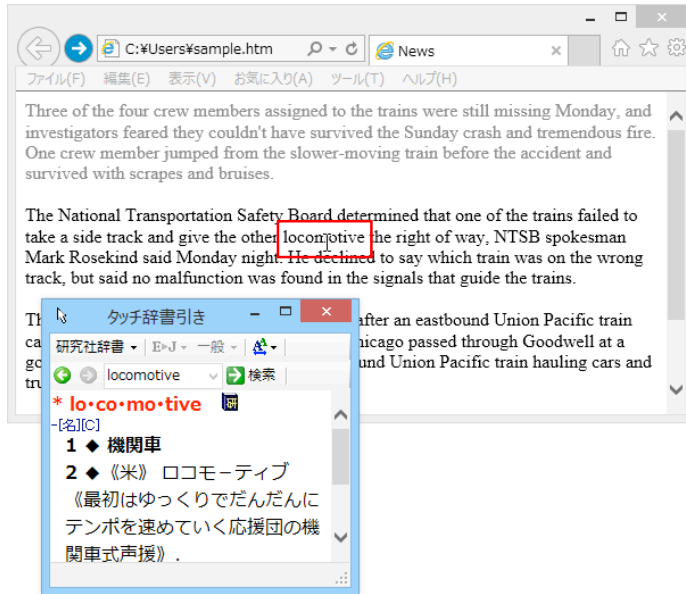 C:¥Users¥sample.htm
News
ファイル(F) 編集(E) 表示(V) お気に入り(A) ツール(T) ヘルプ(H)
Three of the four crew members assigned to the trains were still missing Monday, and
investigators feared they couldn't have survived the Sunday crash and tremendous fire.
One crew member jumped from the slower-moving train before the accident and
survived with scrapes and bruises.
The National Transportation Safety Board determined that one of the trains failed to
take a side track and give the other locomotive the right of way, NTSB spokesman
Mark Rosekind said Monday night. He declined to say which train was on the wrong
track, but said no malfunction was found in the signals that guide the trains.
after an eastbound Union Pacific train
passed through Goodwell at a
Union Pacific train hauling cars and
タッチ辞書引き
研究社辞書 E▸J 一般
locomotive 検索
* lo•co•mo•tive 研
-[名][C]
1 ◆ 機関車
2 ◆《米》 ロコモ－ティブ
《最初はゆっくりでだんだんに
テンポを速めていく応援団の機
関車式声援》.